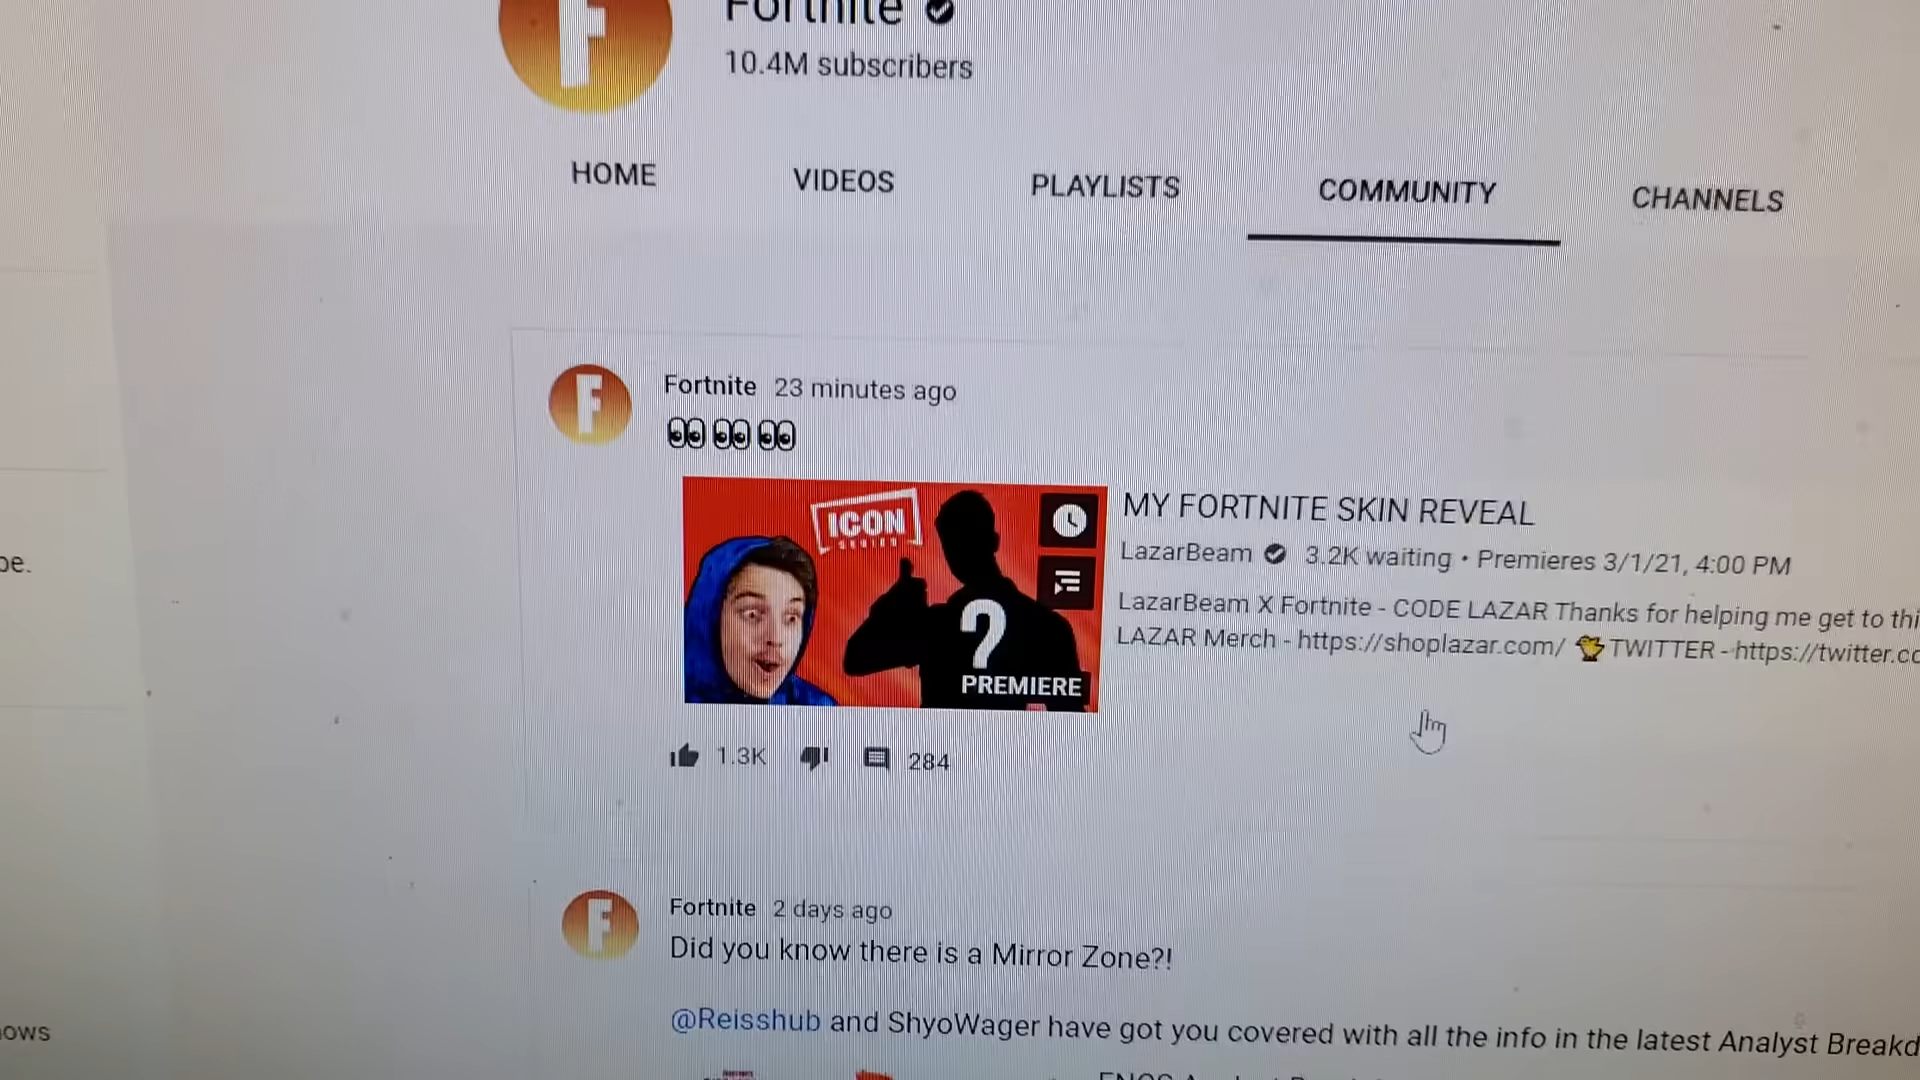 Fortnite
10.4M subscribers
HOME VIDEOS PLAYLISTS COMMUNITY CHANNELS
Fortnite 23 minutes ago
👀 👀 👀
ICON
SERIES
?
PREMIERE
MY FORTNITE SKIN REVEAL
LazarBeam 3.2K waiting • Premieres 3/1/21, 4:00 PM
LazarBeam X Fortnite - CODE LAZAR Thanks for helping me get to thi
LAZAR Merch - https://shoplazar.com/ 🐤TWITTER - https://twitter.cc
1.3K 284
pe.
Fortnite 2 days ago
Did you know there is a Mirror Zone?!
@Reisshub and ShyoWager have got you covered with all the info in the latest Analyst Breakd
nows